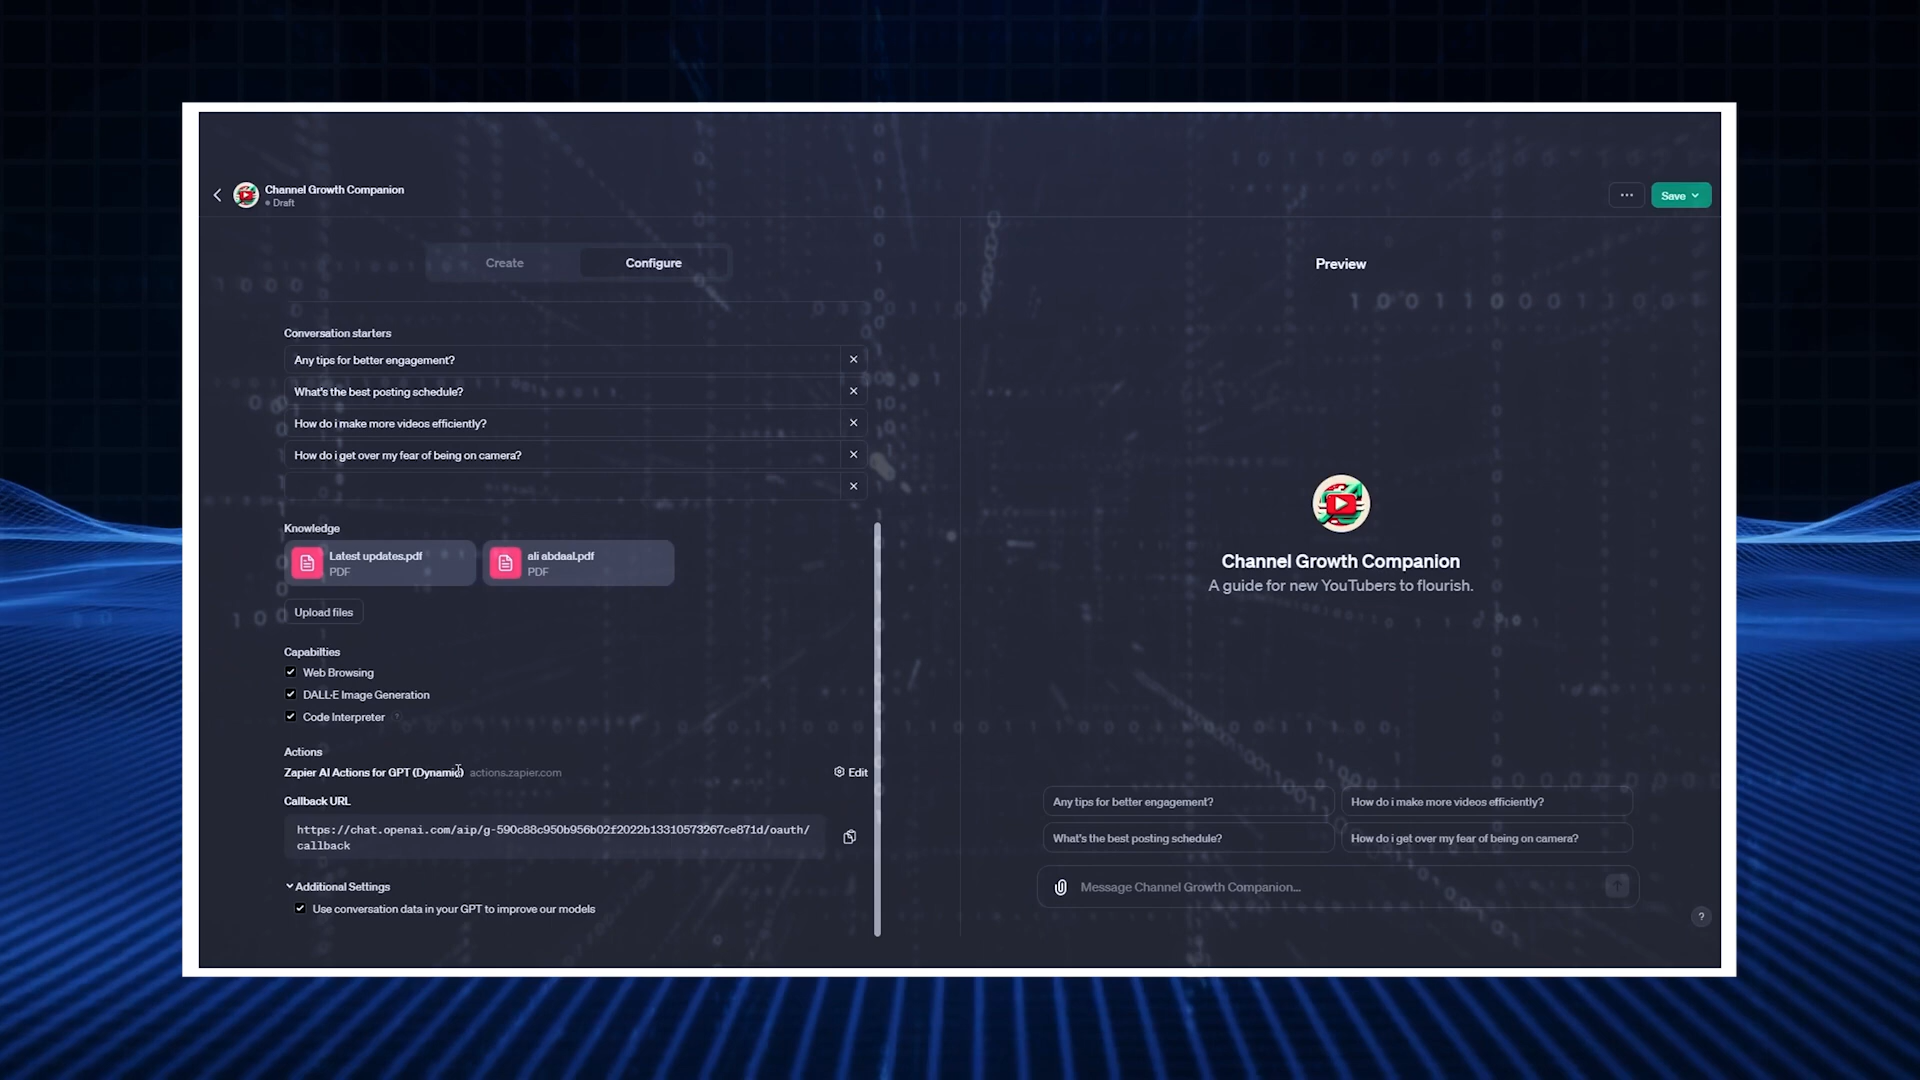 Channel Growth Companion
Draft
Save
Create
Configure
Preview
Conversation starters
Any tips for better engagement?
What's the best posting schedule?
How do i make more videos efficiently?
How do i get over my fear of being on camera?
Knowledge
Latest updates.pdf
PDF
ali abdaal.pdf
PDF
Upload files
Capabilties
Web Browsing
DALL·E Image Generation
Code Interpreter ?
Actions
Zapier AI Actions for GPT (Dynamic) actions.zapier.com
Edit
Callback URL
https://chat.openai.com/aip/g-590c88c950b956b02f2022b13310573267ce871d/oauth/
callback
Additional Settings
Use conversation data in your GPT to improve our models
Channel Growth Companion
A guide for new YouTubers to flourish.
Any tips for better engagement?
How do i make more videos efficiently?
What's the best posting schedule?
How do i get over my fear of being on camera?
Message Channel Growth Companion...
?